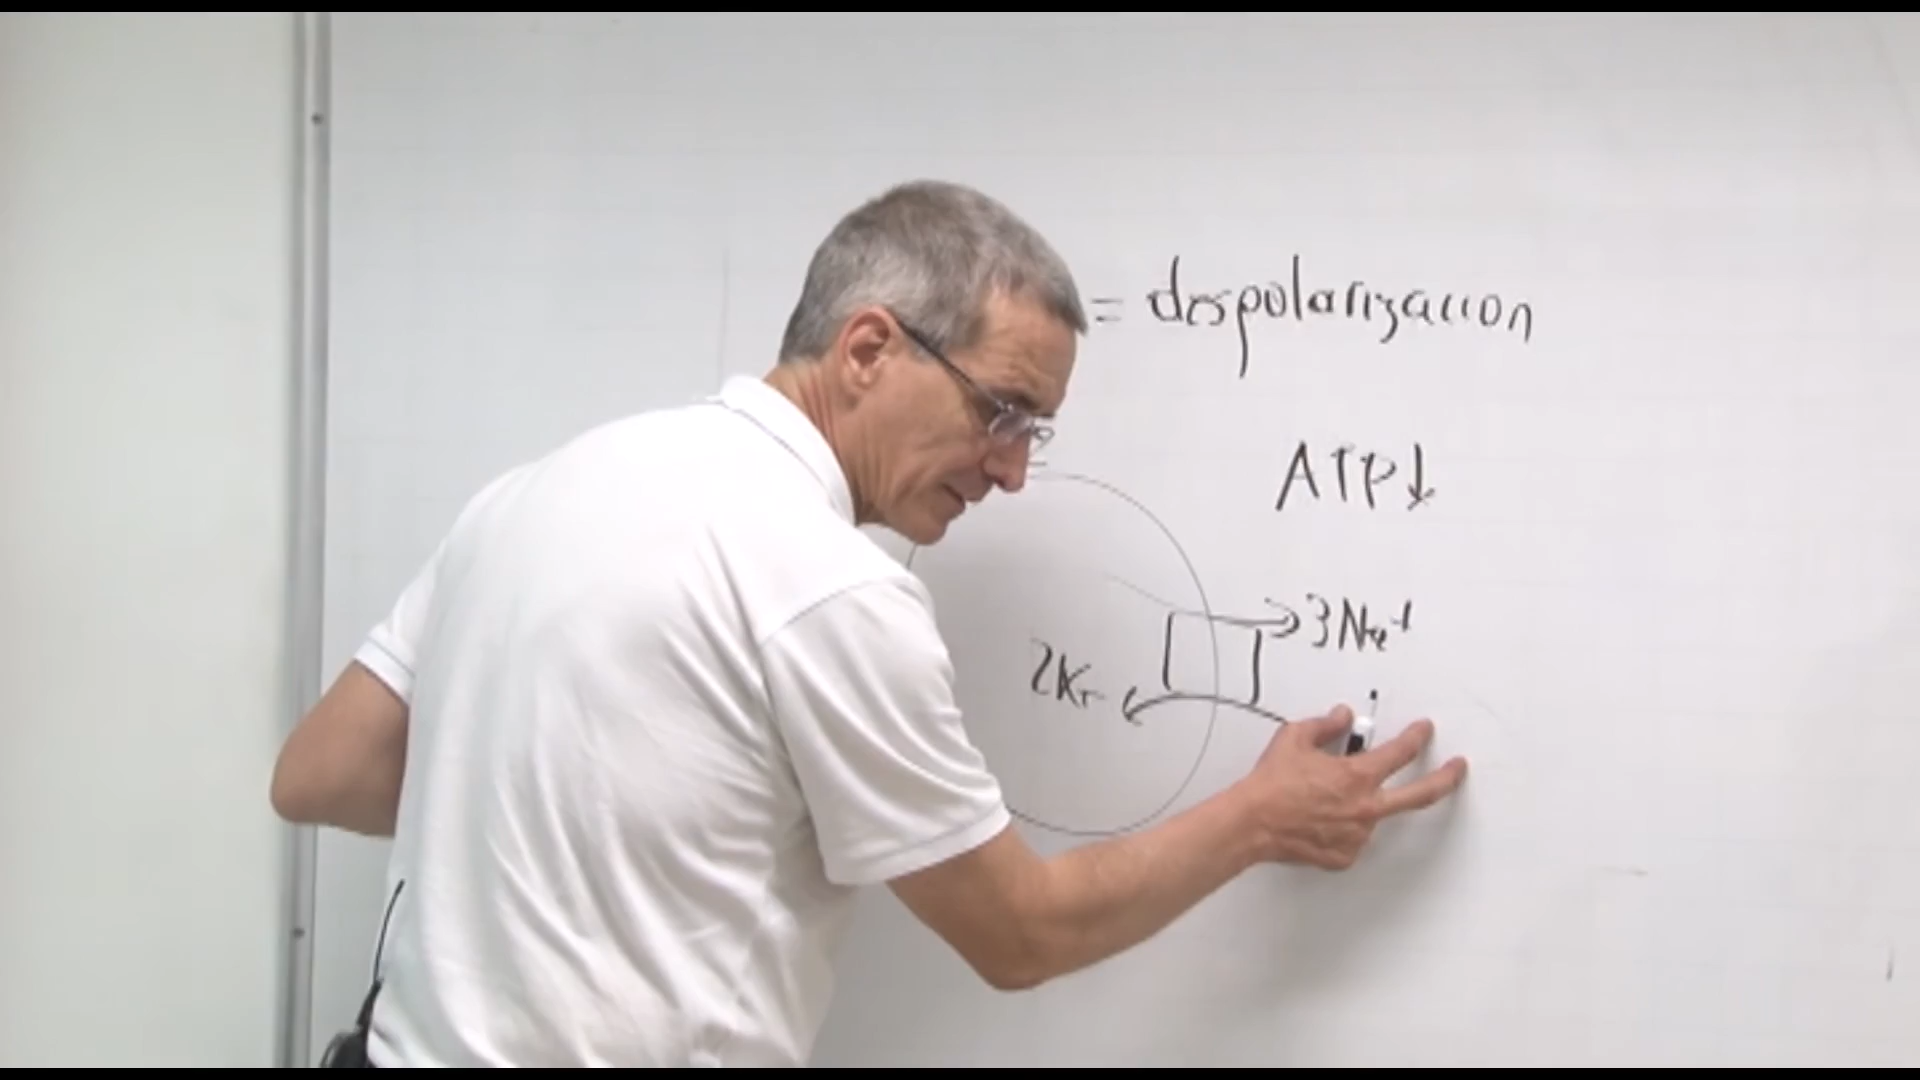 = despolarizacion
ATP↓
3Na+
2K+